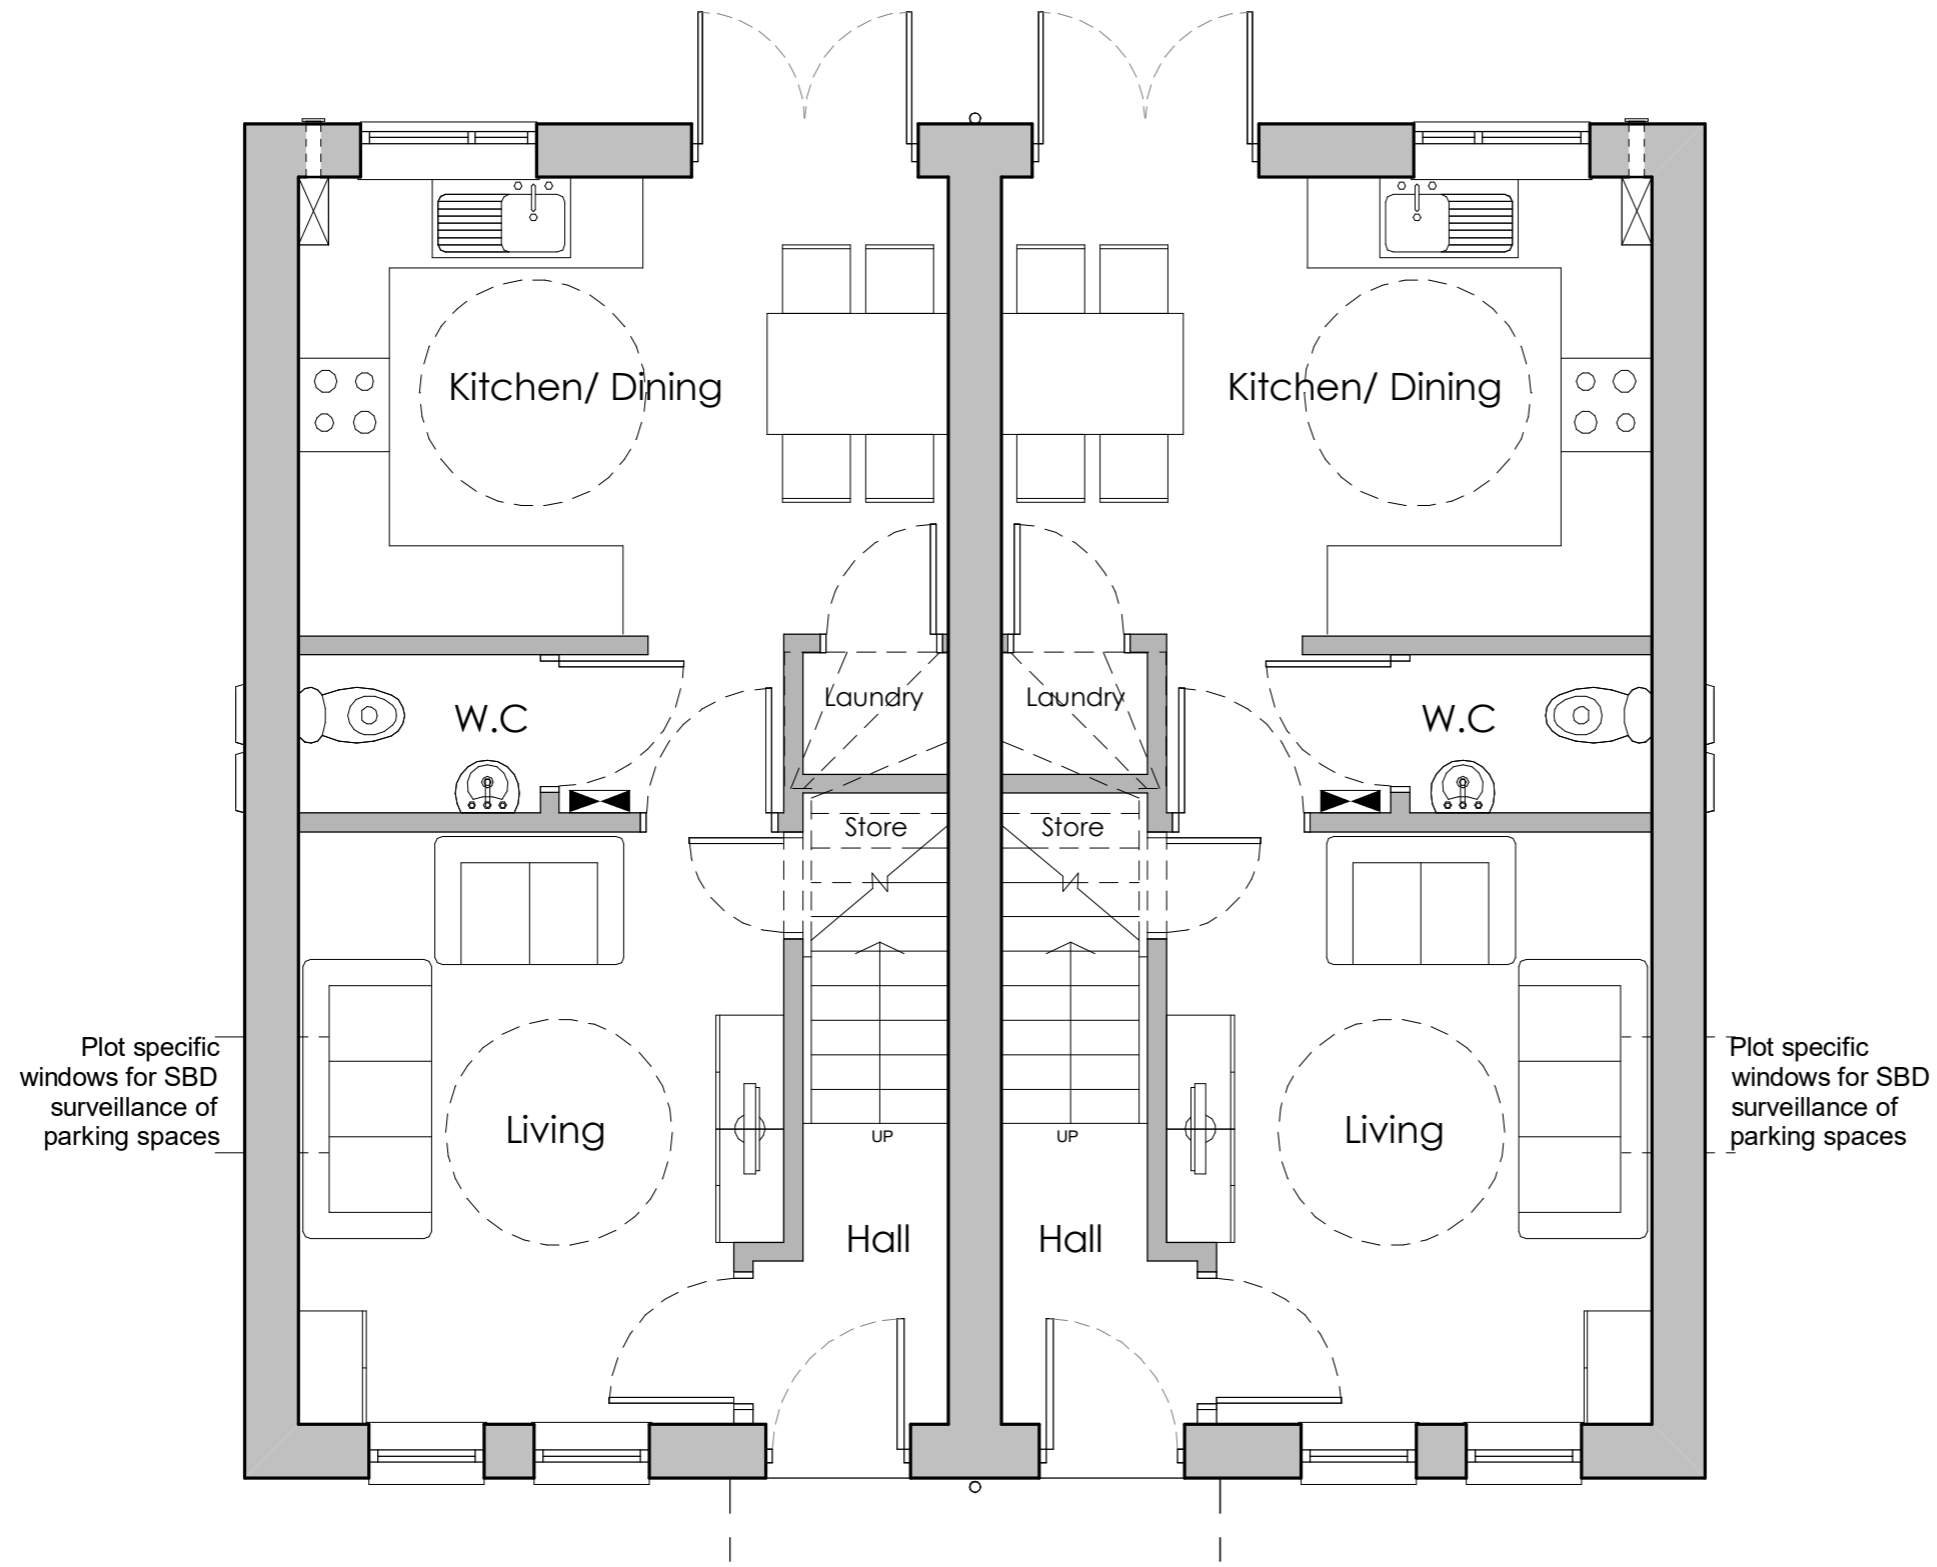 Kitchen/ Dining
Kitchen/ Dining
Laundry
Laundry
W.C
W.C
Store
Store
Plot specific
windows for SBD
surveillance of
parking spaces
Plot specific
windows for SBD
surveillance of
parking spaces
Living
Living
UP
UP
Hall
Hall